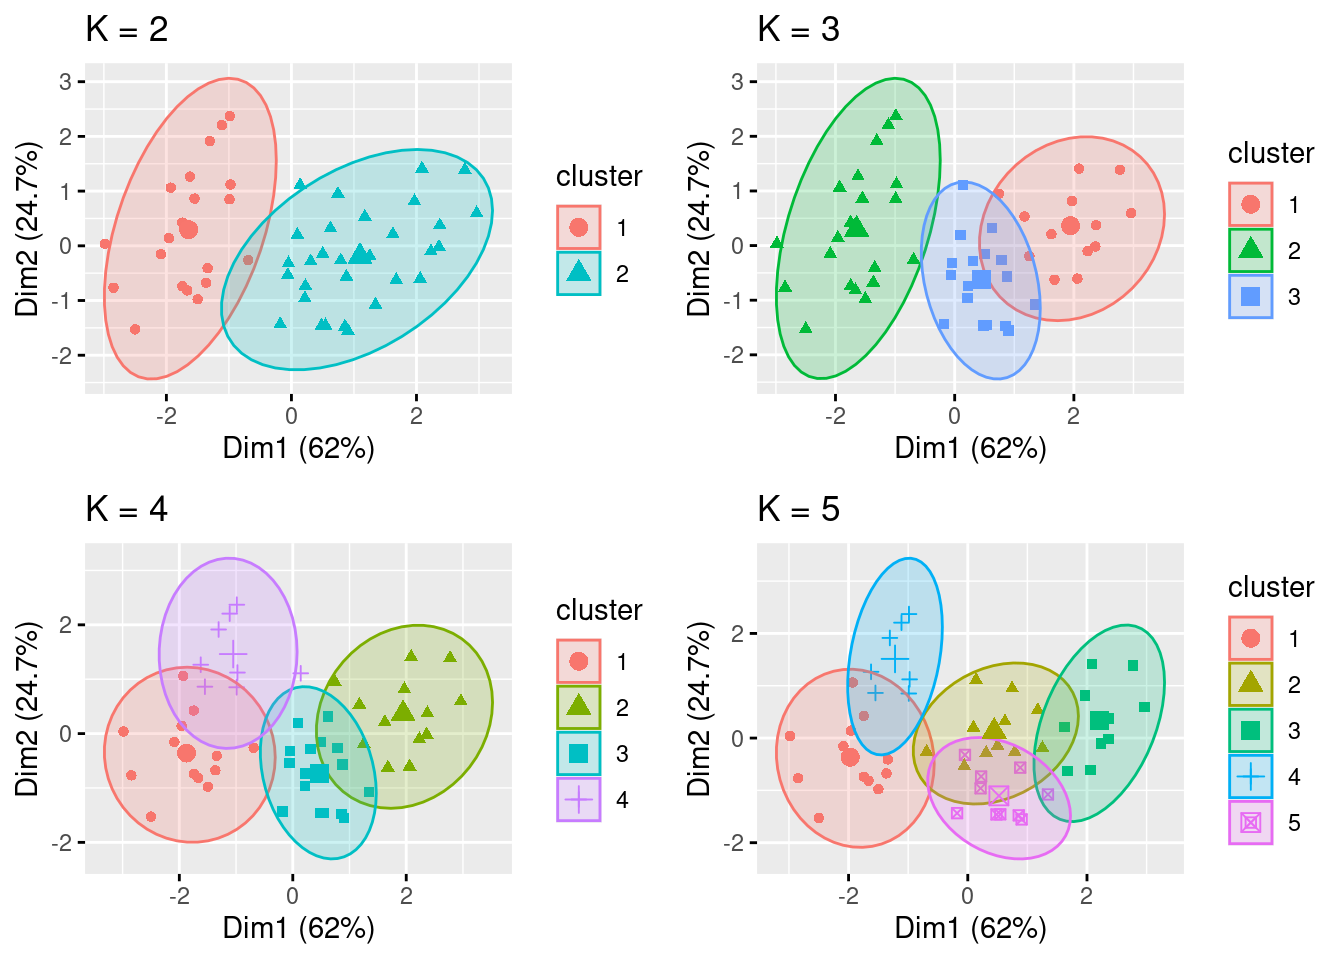 K = 2
3
2
1
0
-1
-2
Dim2 (24.7%)
-2 0 2
Dim1 (62%)
cluster
1
2
K = 3
3
2
1
0
-1
-2
Dim2 (24.7%)
-2 0 2
Dim1 (62%)
cluster
1
2
3
K = 4
2
0
-2
Dim2 (24.7%)
-2 0 2
Dim1 (62%)
cluster
1
2
3
4
K = 5
2
0
-2
Dim2 (24.7%)
-2 0 2
Dim1 (62%)
cluster
1
2
3
4
5